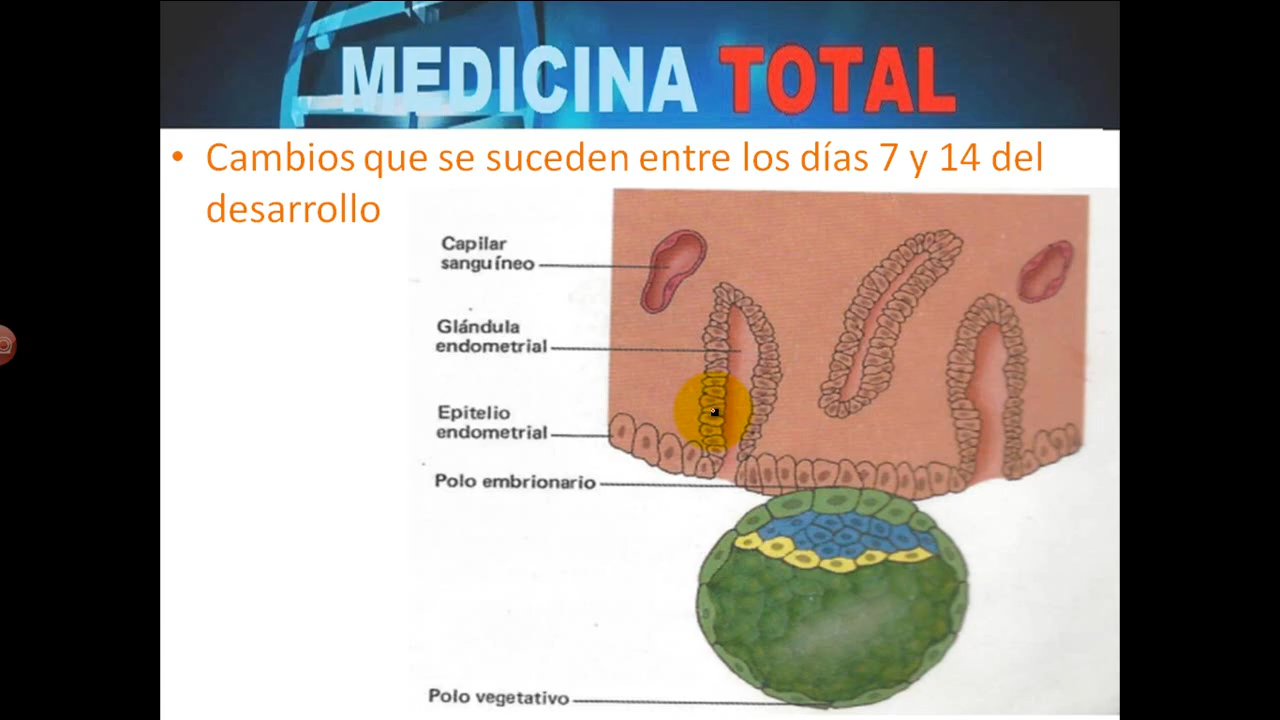 MEDICINA TOTAL
• Cambios que se suceden entre los días 7 y 14 del
desarrollo
Capilar
sanguíneo
Glándula
endometrial
Epitelio
endometrial
Polo embrionario
Polo vegetativo